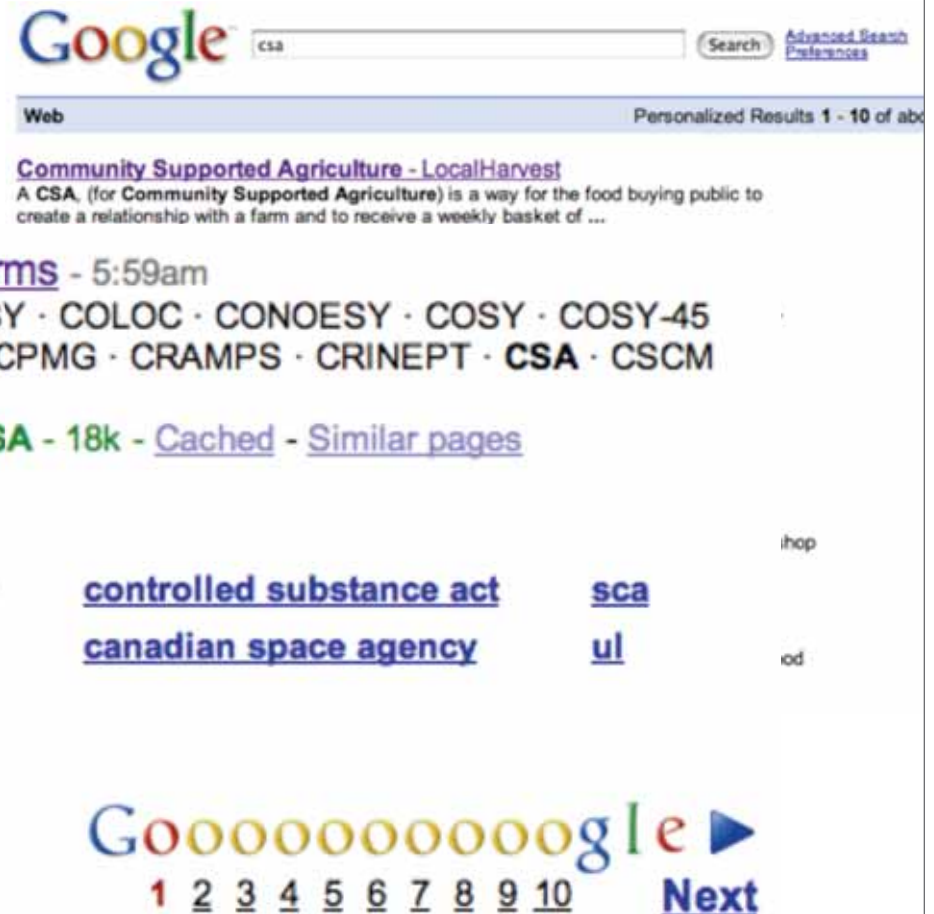 Google csa Search Advanced Search
Preferences
Web Personalized Results 1 - 10 of abo
Community Supported Agriculture - LocalHarvest
A CSA, (for Community Supported Agriculture) is a way for the food buying public to
create a relationship with a farm and to receive a weekly basket of ...
rms - 5:59am
Y · COLOC · CONOESY · COSY · COSY-45
CPMG · CRAMPS · CRINEPT · CSA · CSCM
SA - 18k - Cached - Similar pages
hop
controlled substance act sca
canadian space agency ul
ood
Goooooooooogle
1 2 3 4 5 6 7 8 9 10 Next